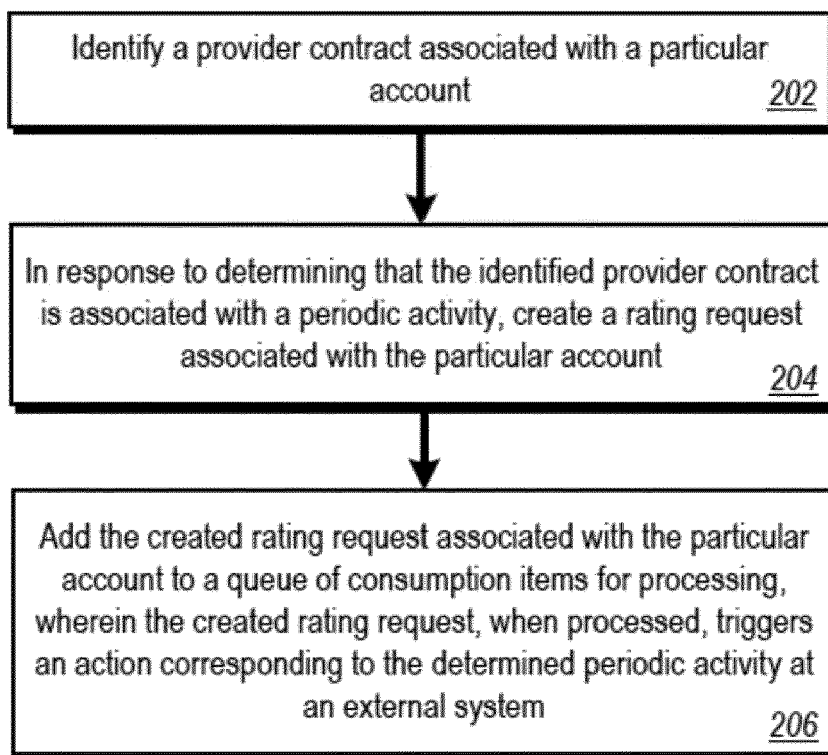 Identify a provider contract associated with a particular
account
202
In response to determining that the identified provider contract
is associated with a periodic activity, create a rating request
associated with the particular account
204
Add the created rating request associated with the particular
account to a queue of consumption items for processing,
wherein the created rating request, when processed, triggers
an action corresponding to the determined periodic activity at
an external system
206